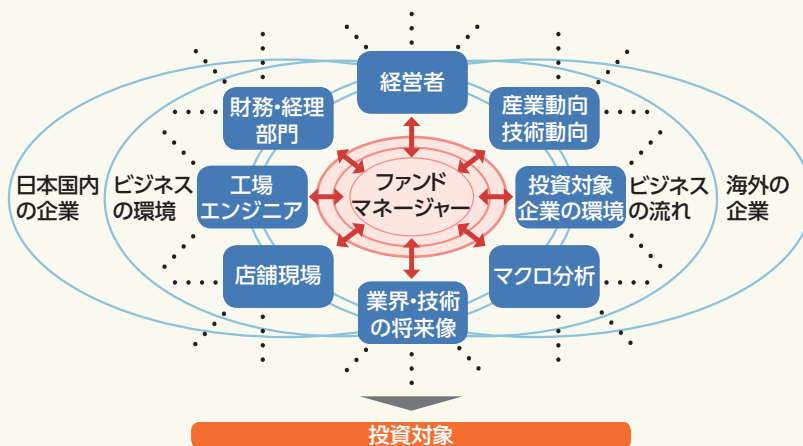 経営者
財務・経理
部門
産業動向
技術動向
日本国内
の企業
ビジネス
の環境
工場
エンジニア
ファンド
マネージャー
投資対象
企業の環境
ビジネス
の流れ
海外の
企業
店舗現場
業界・技術
の将来像
マクロ分析
投資対象